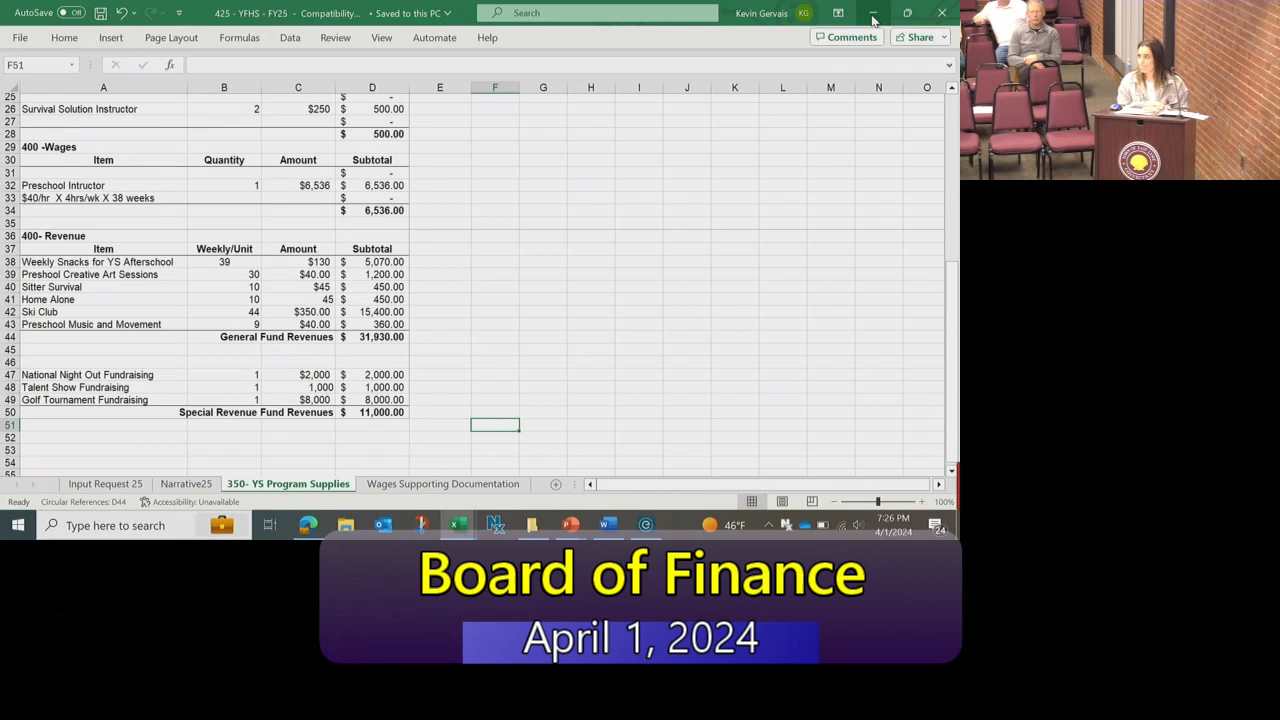 AutoSave Off 425 - YFHS - FY25 - Compatibility... • Saved to this PC Search Kevin Gervais KG
File Home Insert Page Layout Formulas Data Review View Automate Help Comments Share
F51 fx
A B C D E F G H I J K L M N O
25 $ -
26 Survival Solution Instructor 2 $250 $ 500.00
27 $ -
28 $ 500.00
29 400 -Wages
30 Item Quantity Amount Subtotal
31 $ -
32 Preschool Intructor 1 $6,536 $ 6,536.00
33 $40/hr X 4hrs/wk X 38 weeks $ -
34 $ 6,536.00
35
36 400- Revenue
37 Item Weekly/Unit Amount Subtotal
38 Weekly Snacks for YS Afterschool 39 $130 $ 5,070.00
39 Preshool Creative Art Sessions 30 $40.00 $ 1,200.00
40 Sitter Survival 10 $45 $ 450.00
41 Home Alone 10 45 $ 450.00
42 Ski Club 44 $350.00 $ 15,400.00
43 Preschool Music and Movement 9 $40.00 $ 360.00
44 General Fund Revenues $ 31,930.00
45
46
47 National Night Out Fundraising 1 $2,000 $ 2,000.00
48 Talent Show Fundraising 1 1,000 $ 1,000.00
49 Golf Tournament Fundraising 1 $8,000 $ 8,000.00
50 Special Revenue Fund Revenues $ 11,000.00
51
52
53
54
55
Input Request 25 Narrative25 350- YS Program Supplies Wages Supporting Documentation
Ready Circular References: D44 Accessibility: Unavailable 100%
Type here to search 46°F 7:26 PM
4/1/2024 24
Board of Finance
April 1, 2024